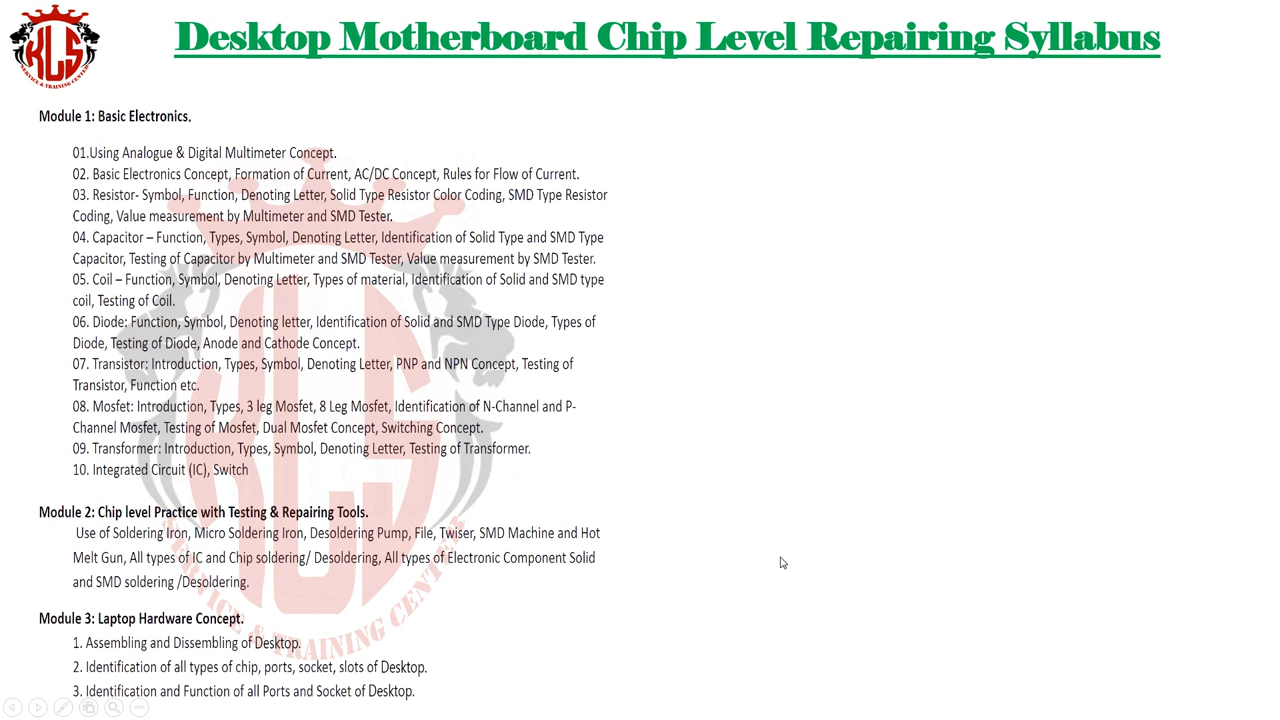 KLS
SERVICE & TRAINING CENTER
Desktop Motherboard Chip Level Repairing Syllabus
Module 1: Basic Electronics.
01.Using Analogue & Digital Multimeter Concept.
02. Basic Electronics Concept, Formation of Current, AC/DC Concept, Rules for Flow of Current.
03. Resistor- Symbol, Function, Denoting Letter, Solid Type Resistor Color Coding, SMD Type Resistor
Coding, Value measurement by Multimeter and SMD Tester.
04. Capacitor – Function, Types, Symbol, Denoting Letter, Identification of Solid Type and SMD Type
Capacitor, Testing of Capacitor by Multimeter and SMD Tester, Value measurement by SMD Tester.
05. Coil – Function, Symbol, Denoting Letter, Types of material, Identification of Solid and SMD type
coil, Testing of Coil.
06. Diode: Function, Symbol, Denoting letter, Identification of Solid and SMD Type Diode, Types of
Diode, Testing of Diode, Anode and Cathode Concept.
07. Transistor: Introduction, Types, Symbol, Denoting Letter, PNP and NPN Concept, Testing of
Transistor, Function etc.
08. Mosfet: Introduction, Types, 3 leg Mosfet, 8 Leg Mosfet, Identification of N-Channel and P-
Channel Mosfet, Testing of Mosfet, Dual Mosfet Concept, Switching Concept.
09. Transformer: Introduction, Types, Symbol, Denoting Letter, Testing of Transformer.
10. Integrated Circuit (IC), Switch
Module 2: Chip level Practice with Testing & Repairing Tools.
Use of Soldering Iron, Micro Soldering Iron, Desoldering Pump, File, Twiser, SMD Machine and Hot
Melt Gun, All types of IC and Chip soldering/ Desoldering, All types of Electronic Component Solid
and SMD soldering /Desoldering.
Module 3: Laptop Hardware Concept.
1. Assembling and Dissembling of Desktop.
2. Identification of all types of chip, ports, socket, slots of Desktop.
3. Identification and Function of all Ports and Socket of Desktop.
KLS
SERVICE & TRAINING CENTER